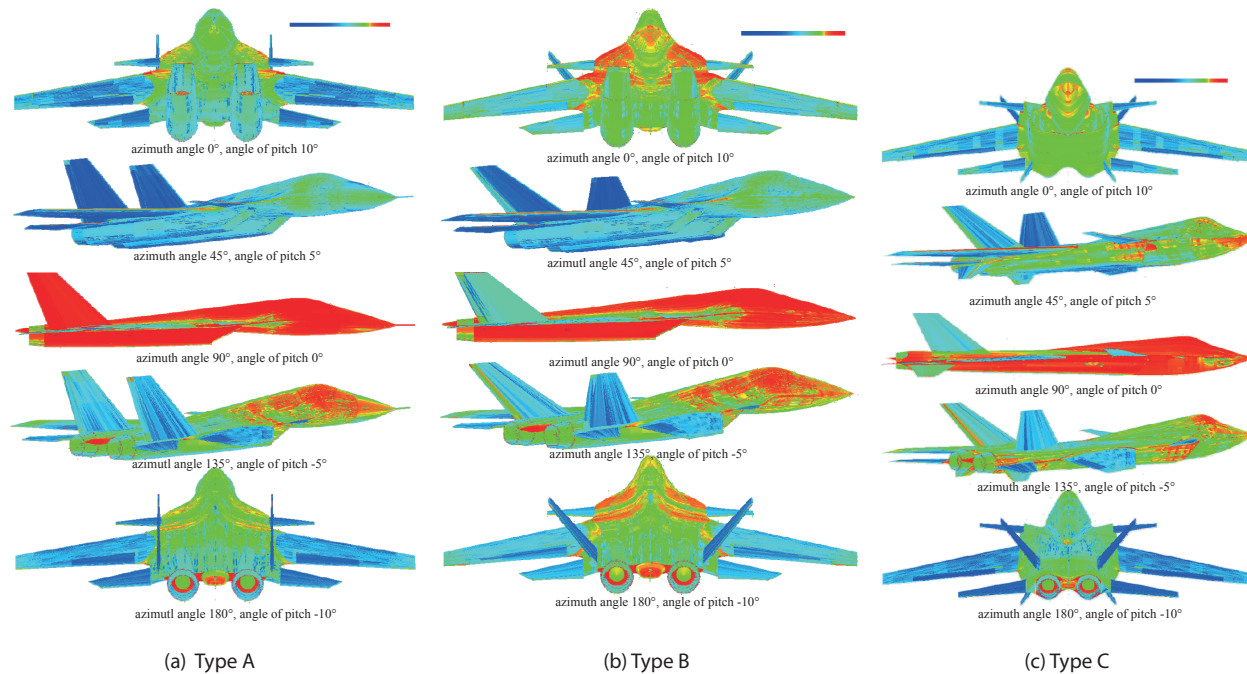 azimuth angle 0°, angle of pitch 10°
azimuth angle 45°, angle of pitch 5°
azimuth angle 90°, angle of pitch 0°
azimutl angle 135°, angle of pitch -5°
azimutl angle 180°, angle of pitch -10°
(a) Type A
azimuth angle 0°, angle of pitch 10°
azimutl angle 45°, angle of pitch 5°
azimuth angle 90°, angle of pitch 0°
azimutl angle 135°, angle of pitch -5°
azimuth angle 180°, angle of pitch -10°
(b) Type B
azimuth angle 0°, angle of pitch 10°
azimuth angle 45°, angle of pitch 5°
azimuth angle 90°, angle of pitch 0°
azimuth angle 135°, angle of pitch -5°
azimuth angle 180°, angle of pitch -10°
(c) Type C